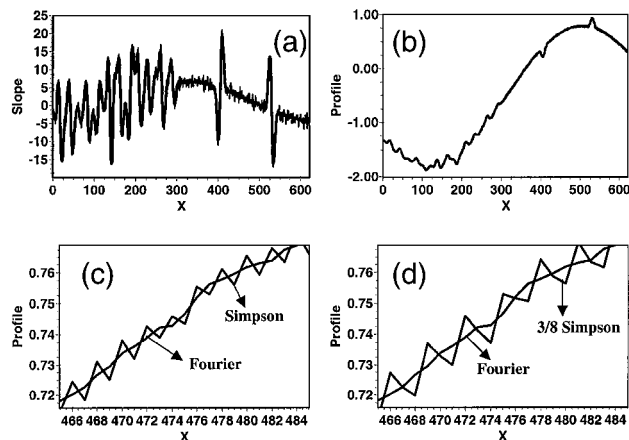 25
20
15
10
5
0
-5
-10
-15
Slope
(a)
0 100 200 300 400 500 600
X
1.00
0.00
-1.00
-2.00
Profile
(b)
0 100 200 300 400 500 600
X
0.76
0.75
0.74
0.73
0.72
Profile
(c)
Simpson
Fourier
466 468 470 472 474 476 478 480 482 484
X
0.76
0.75
0.74
0.73
0.72
Profile
(d)
3/8 Simpson
Fourier
466 468 470 472 474 476 478 480 482 484
X